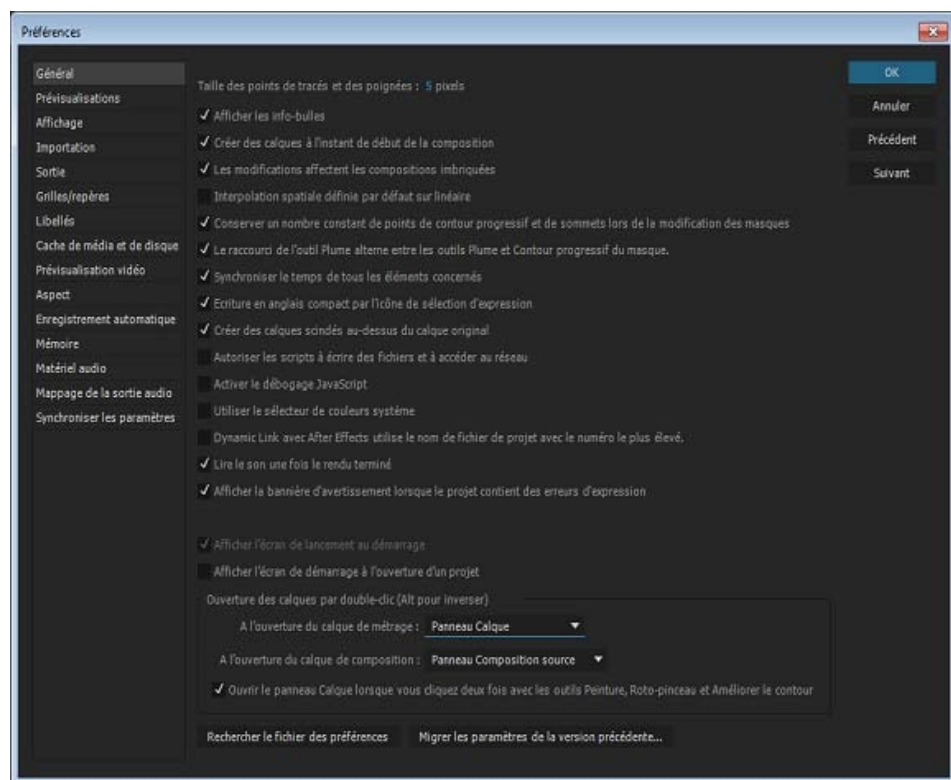 Préférences
Général
Prévisualisations
Affichage
Importation
Sortie
Grilles/repères
Libellés
Cache de média et de disque
Prévisualisation vidéo
Aspect
Enregistrement automatique
Mémoire
Matériel audio
Mappage de la sortie audio
Synchroniser les paramètres
Taille des points de tracés et des poignées : 5 pixels
Afficher les info-bulles
Créer des calques à l'instant de début de la composition
Les modifications affectent les compositions imbriquées
Interpolation spatiale définie par défaut sur linéaire
Conserver un nombre constant de points de contour progressif et de sommets lors de la modification des masques
Le raccourci de l'outil Plume alterne entre les outils Plume et Contour progressif du masque.
Synchroniser le temps de tous les éléments concernés
Ecriture en anglais compact par l'icône de sélection d'expression
Créer des calques scindés au-dessus du calque original
Autoriser les scripts à écrire des fichiers et à accéder au réseau
Activer le débogage JavaScript
Utiliser le sélecteur de couleurs système
Dynamic Link avec After Effects utilise le nom de fichier de projet avec le numéro le plus élevé.
Lire le son une fois le rendu terminé
Afficher la bannière d'avertissement lorsque le projet contient des erreurs d'expression
Afficher l'écran de lancement au démarrage
Afficher l'écran de démarrage à l'ouverture d'un projet
Ouverture des calques par double-clic (Alt pour inverser)
A l'ouverture du calque de métrage : Panneau Calque
A l'ouverture du calque de composition : Panneau Composition source
Ouvrir le panneau Calque lorsque vous cliquez deux fois avec les outils Peinture, Roto-pinceau et Améliorer le contour
Rechercher le fichier des préférences
Migrer les paramètres de la version précédente...
OK
Annuler
Précédent
Suivant